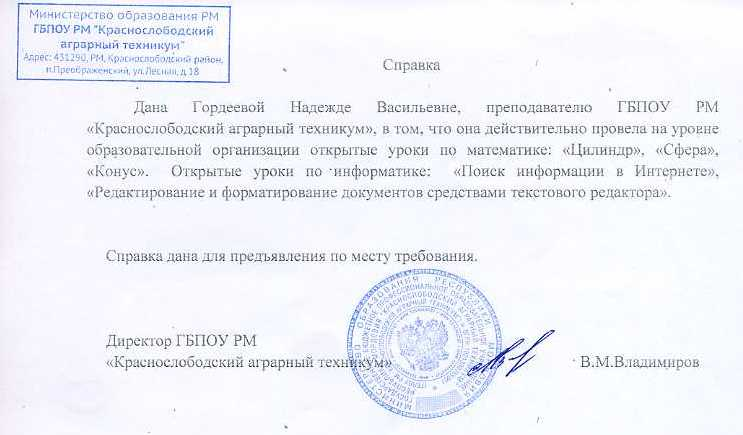 Министерство образования РМ
ГБПОУ РМ "Краснослободский
аграрный техникум"
Адрес: 431290, РМ, Краснослободский район,
п.Преображенский, ул.Лесная, д.18
Справка
Дана Гордеевой Надежде Васильевне, преподавателю ГБПОУ РМ
«Краснослободский аграрный техникум», в том, что она действительно провела на уровне
образовательной организации открытые уроки по математике: «Цилиндр», «Сфера»,
«Конус». Открытые уроки по информатике: «Поиск информации в Интернете»,
«Редактирование и форматирование документов средствами текстового редактора».
Справка дана для предъявления по месту требования.
Директор ГБПОУ РМ
«Краснослободский аграрный техникум» В.М.Владимиров